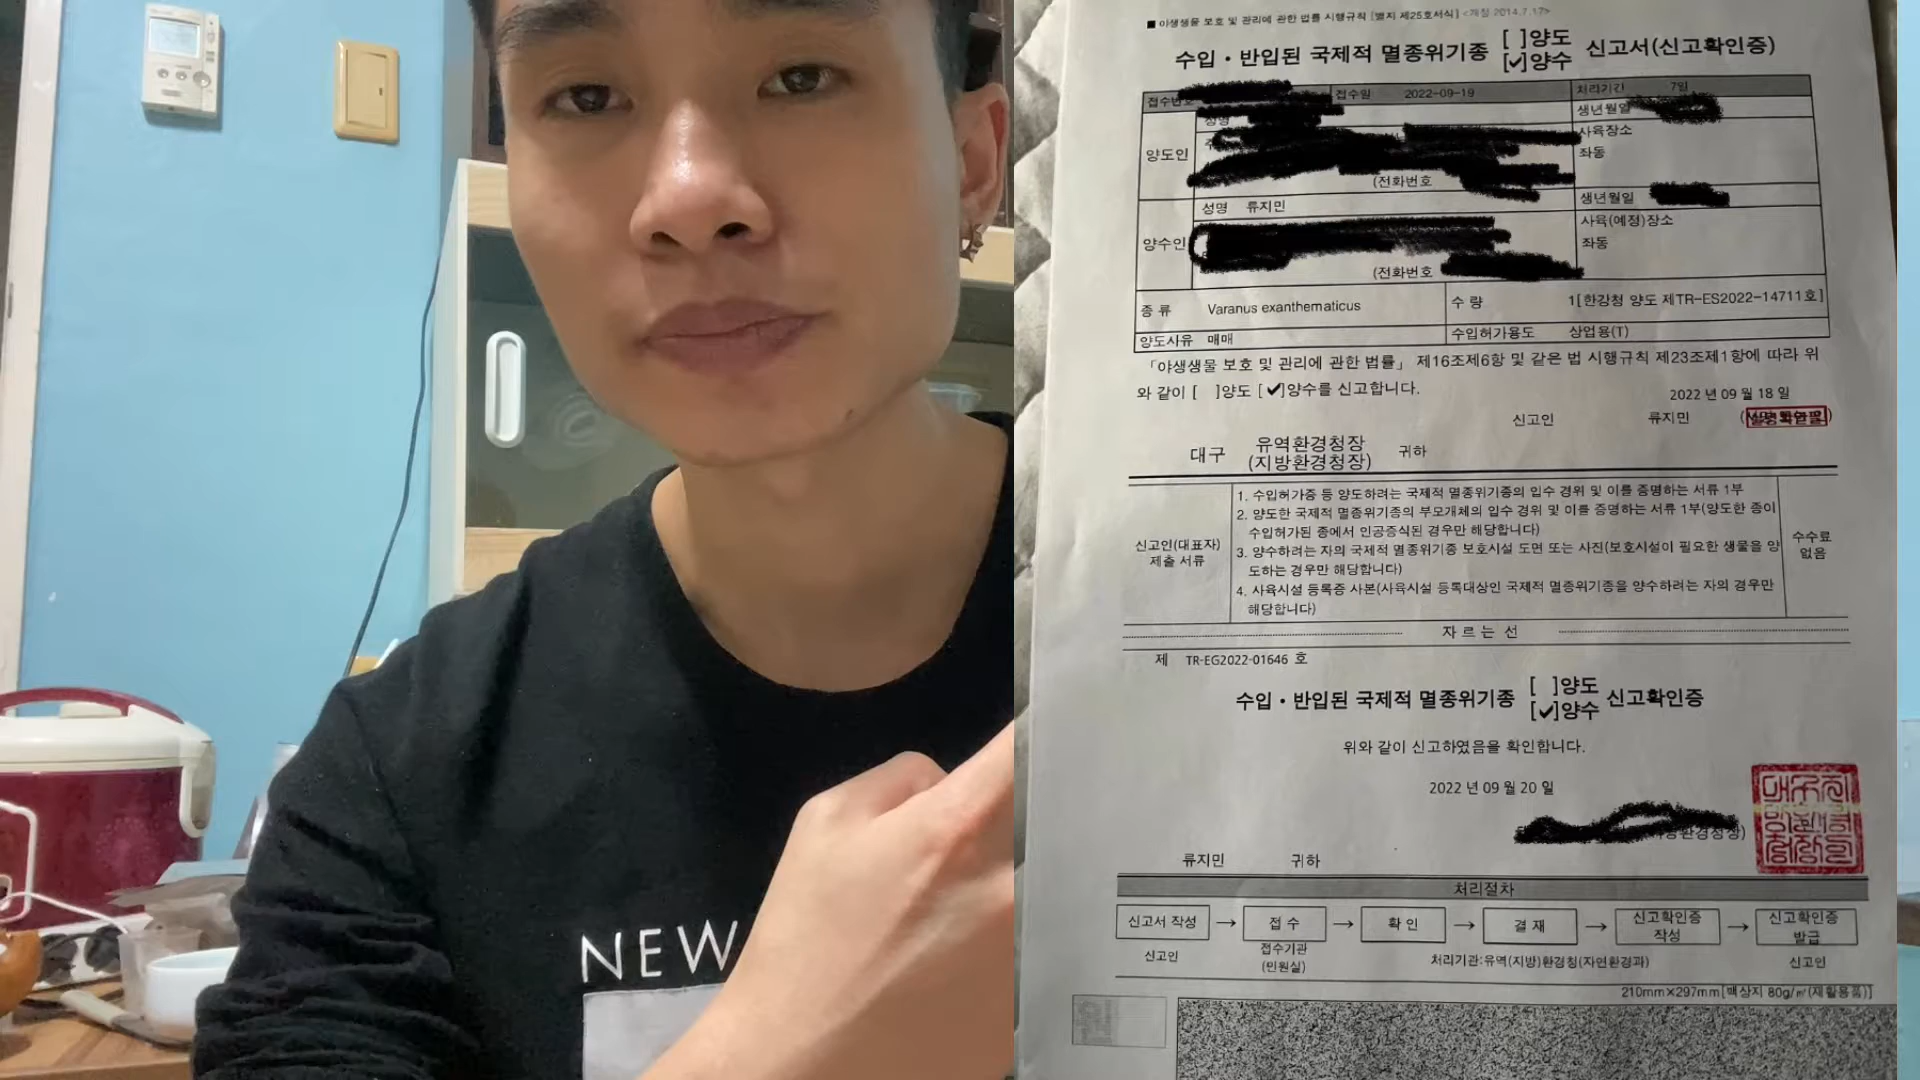 NEW
■ 야생생물 보호 및 관리에 관한 법률 시행규칙 [별지 제25호서식] <개정 2014.7.17>
수입 · 반입된 국제적 멸종위기종 [ ]양도 [✔]양수 신고서(신고확인증)
접수번호 접수일 2022-09-19 처리기간 7일
양도인 성명 생년월일
사육장소
좌동
(전화번호
양수인 성명 류지민 생년월일
사육(예정)장소
좌동
(전화번호
종 류 Varanus exanthematicus 수 량 1[한강청 양도 제TR-ES2022-14711호]
양도사유 매매 수입허가용도 상업용(T)
「야생생물 보호 및 관리에 관한 법률」 제16조제6항 및 같은 법 시행규칙 제23조제1항에 따라 위
와 같이 [ ]양도 [✔]양수를 신고합니다.
2022 년 09 월 18 일
신고인 류지민
대구 유역환경청장 (지방환경청장) 귀하
신고인(대표자) 제출 서류
1. 수입허가증 등 양도하려는 국제적 멸종위기종의 입수 경위 및 이를 증명하는 서류 1부
2. 양도한 국제적 멸종위기종의 부모개체의 입수 경위 및 이를 증명하는 서류 1부(양도한 종이
수입허가된 종에서 인공증식된 경우만 해당합니다)
3. 양수하려는 자의 국제적 멸종위기종 보호시설 도면 또는 사진(보호시설이 필요한 생물을 양
도하는 경우만 해당합니다)
4. 사육시설 등록증 사본(사육시설 등록대상인 국제적 멸종위기종을 양수하려는 자의 경우만
해당합니다)
수수료 없음
자 르 는 선
제 TR-EG2022-01646 호
수입 · 반입된 국제적 멸종위기종 [ ]양도 [✔]양수 신고확인증
위와 같이 신고하였음을 확인합니다.
2022 년 09 월 20 일
환경청장)
류지민 귀하
처리절차
신고서 작성 → 접 수 → 확 인 → 결 재 → 신고확인증 작성 → 신고확인증 발급
신고인 접수기관 (민원실) 처리기관:유역(지방)환경청(자연환경과) 신고인
210mm×297mm[백상지 80g/㎡(재활용품)]